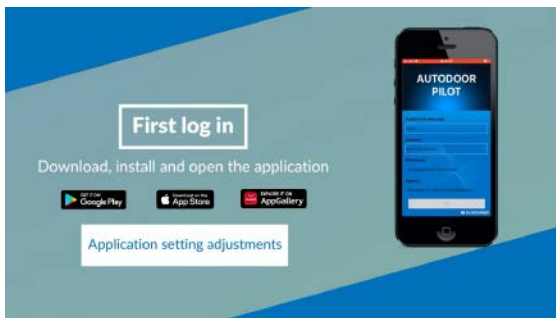 First log in
Download, install and open the application
GET IT ON
Google Play
Download on the
App Store
EXPLORE IT ON
AppGallery
Application setting adjustments
AUTODOOR
PILOT